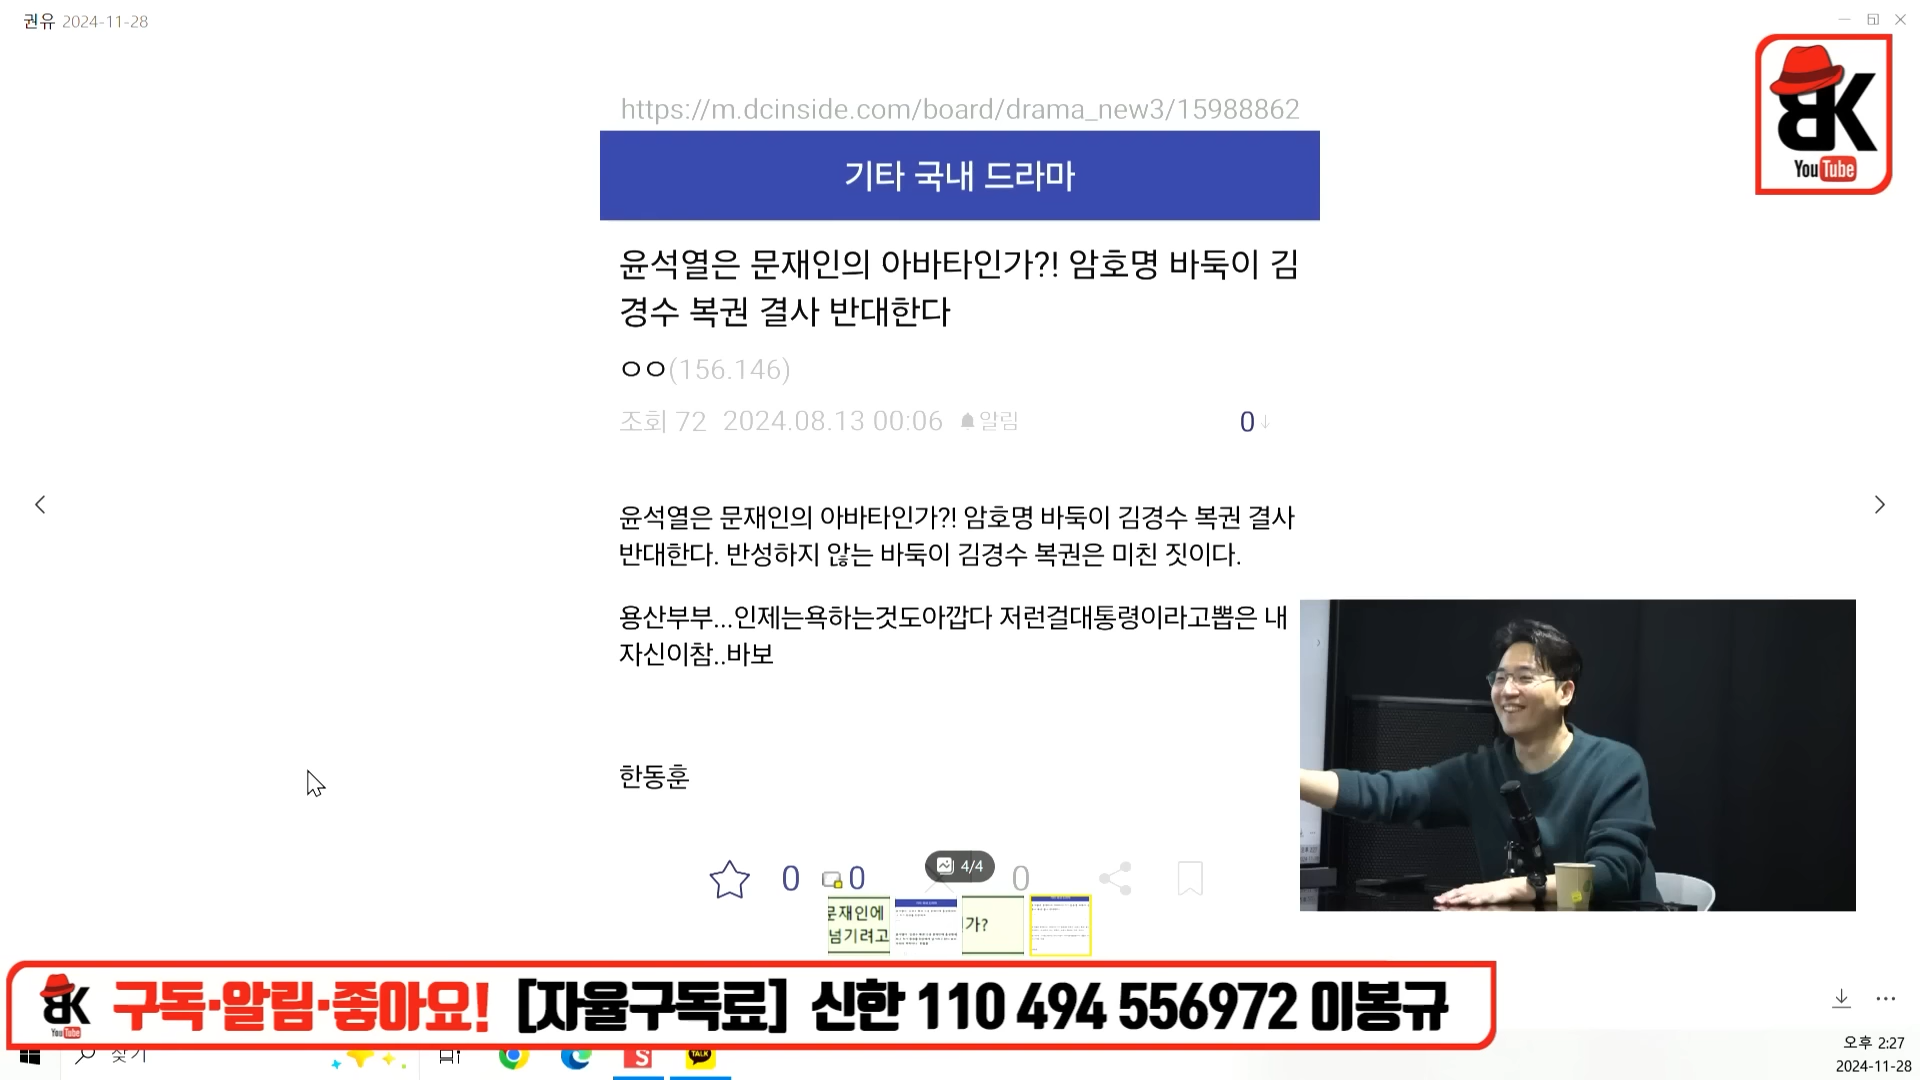 권유 2024-11-28
BK
YouTube
https://m.dcinside.com/board/drama_new3/15988862
기타 국내 드라마
윤석열은 문재인의 아바타인가?! 암호명 바둑이 김
경수 복권 결사 반대한다
ㅇㅇ(156.146)
조회 72 2024.08.13 00:06 알림 0
윤석열은 문재인의 아바타인가?! 암호명 바둑이 김경수 복권 결사
반대한다. 반성하지 않는 바둑이 김경수 복권은 미친 짓이다.
용산부부...인제는욕하는것도아깝다 저런걸대통령이라고뽑은 내
자신이참..바보
한동훈
0 0 4/4 0
문재인에
넘기려고
가?
BK YouTube 구독·알림·좋아요! [자율구독료] 신한 110 494 556972 이봉규
찾기 S TALK
오후 2:27
2024-11-28